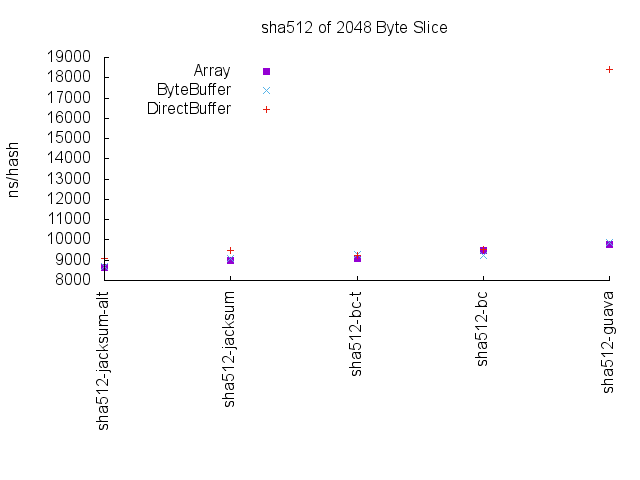 sha512 of 2048 Byte Slice
Array
ByteBuffer
DirectBuffer
ns/hash
19000
18000
17000
16000
15000
14000
13000
12000
11000
10000
9000
8000
sha512-jacksum-alt
sha512-jacksum
sha512-bc-t
sha512-bc
sha512-guava